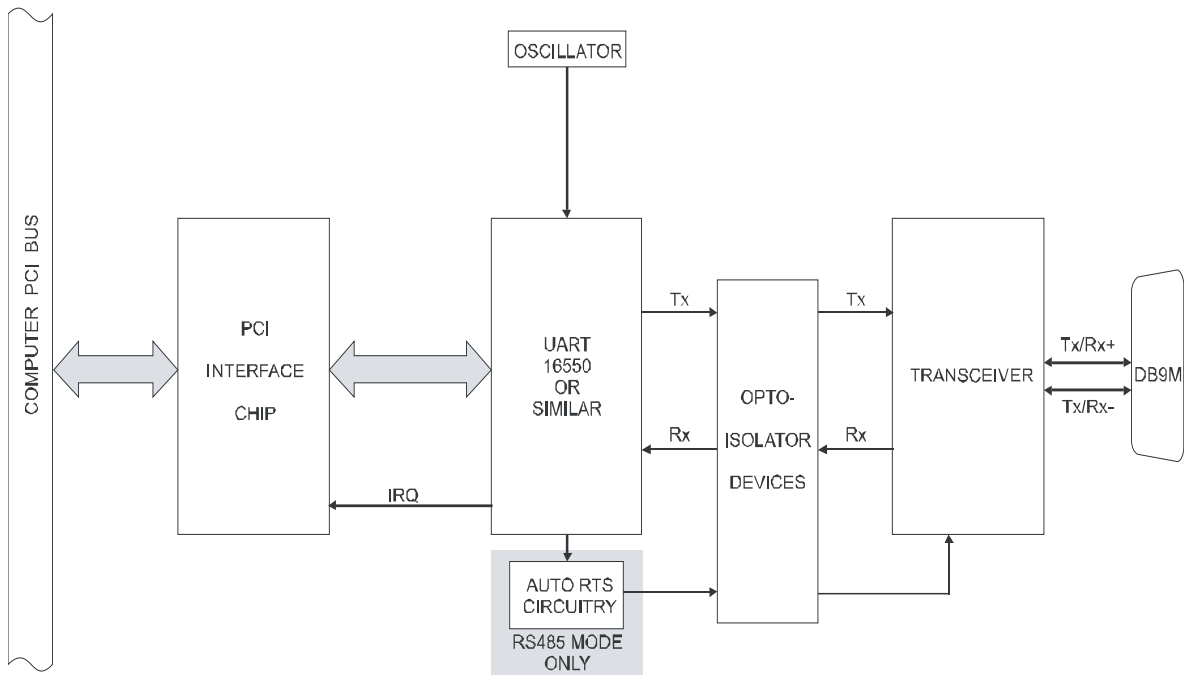 OSCILLATOR
COMPUTER PCI BUS
PCI
INTERFACE
CHIP
UART
16550
OR
SIMILAR
Tx
Tx
OPTO-
ISOLATOR
DEVICES
Rx
Rx
TRANSCEIVER
Tx/Rx+
Tx/Rx-
DB9M
IRQ
AUTO RTS
CIRCUITRY
RS485 MODE
ONLY